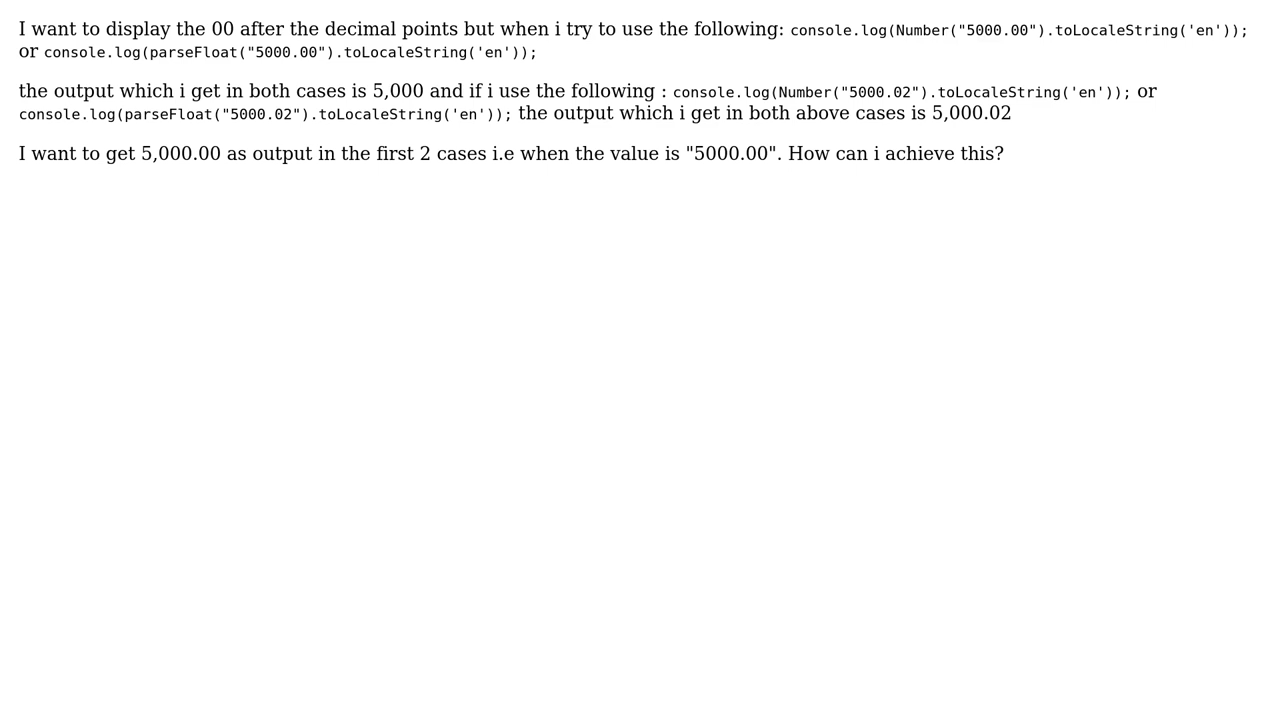 I want to display the 00 after the decimal points but when i try to use the following: console.log(Number("5000.00").toLocaleString('en'));
or console.log(parseFloat("5000.00").toLocaleString('en'));
the output which i get in both cases is 5,000 and if i use the following : console.log(Number("5000.02").toLocaleString('en')); or
console.log(parseFloat("5000.02").toLocaleString('en')); the output which i get in both above cases is 5,000.02
I want to get 5,000.00 as output in the first 2 cases i.e when the value is "5000.00". How can i achieve this?